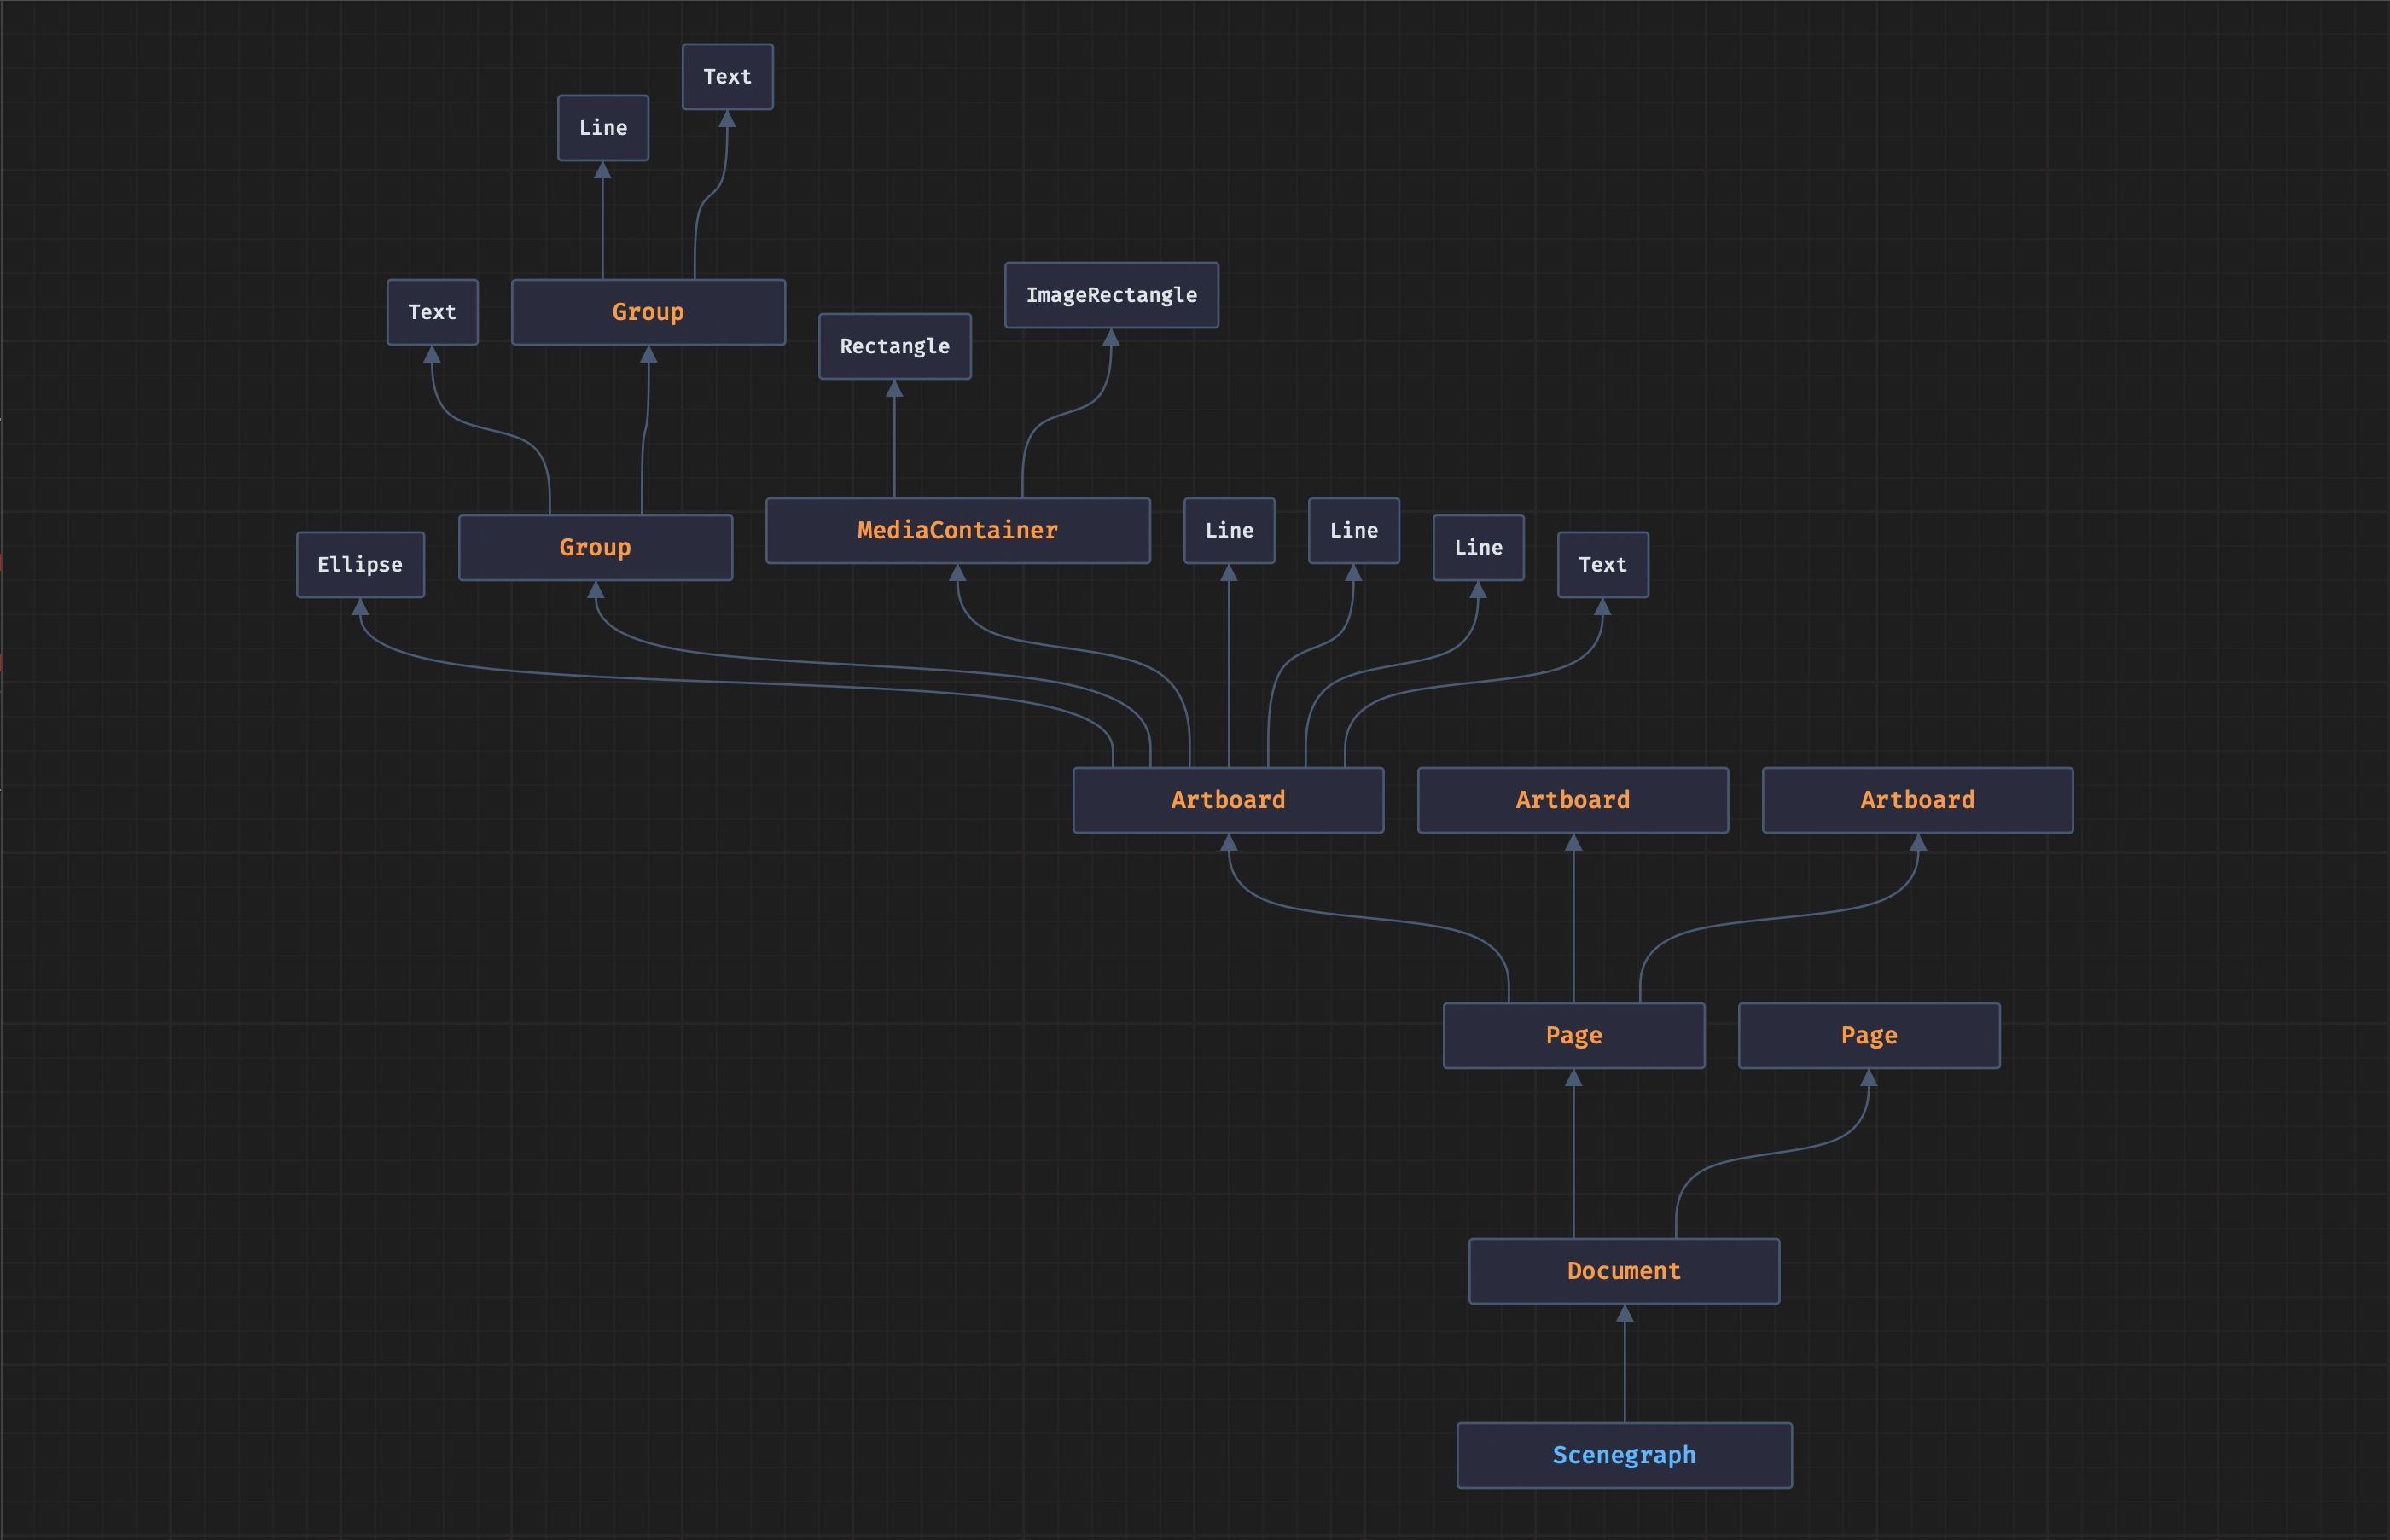 Text
Line
Text
Group
ImageRectangle
Rectangle
Ellipse
Group
MediaContainer
Line
Line
Line
Text
Artboard
Artboard
Artboard
Page
Page
Document
Scenegraph